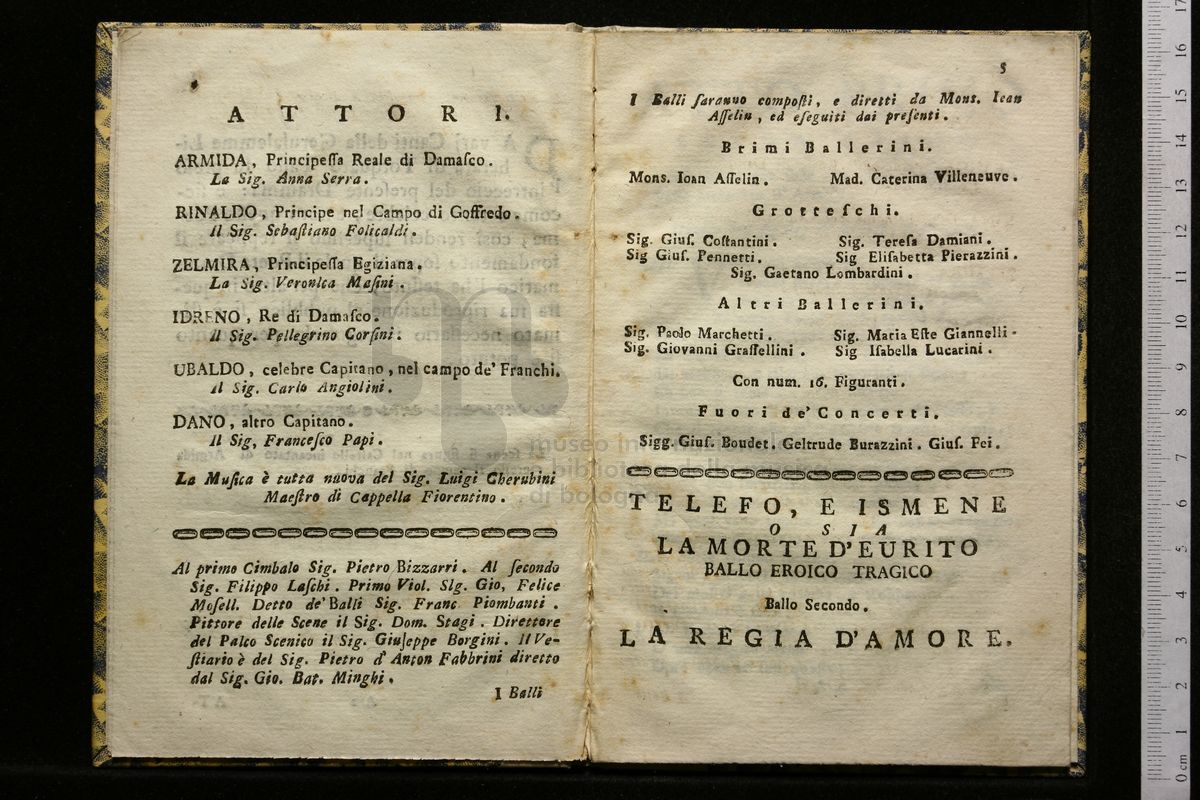 ATTORI.
ARMIDA, Principeſſa Reale di Damaſco.
La Sig. Anna Serra.
RINALDO, Principe nel Campo di Goffredo.
Il Sig. Sebaſtiano Folicaldi.
ZELMIRA, Principeſſa Egiziana.
La Sig. Veronica Maſini.
IDRENO, Re di Damaſco.
Il Sig. Pellegrino Corſini.
UBALDO, celebre Capitano, nel campo de' Franchi.
Il Sig. Carlo Angiolini.
DANO, altro Capitano.
Il Sig, Franceſco Papi.
La Muſica è tutta nuova del Sig. Luigi Cherubini
Maeſtro di Cappella Fiorentino.
Al primo Cimbalo Sig. Pietro Bizzarri. Al ſecondo
Sig. Filippo Laſchi. Primo Viol. SIg. Gio, Felice
Moſell. Detto de' Balli Sig. Franc Piombanti.
Pittore delle Scene il Sig. Dom. Stagi. Direttore
del Palco Scenico il Sig. Giuſeppe Borgini. Il Ve-
ſtiario è del Sig. Pietro d' Anton Fabbrini diretto
dal Sig. Gio. Bat. Minghi.
I Balli
5
I Balli ſaranno compoſti, e diretti da Mons. Iean
Aſſelin, ed eſeguiti dai preſenti.
Brimi Ballerini.
Mons. Ioan Aſſelin. Mad. Caterina Villeneuve.
Grotteſchi.
Sig. Giuſ. Coſtantini. Sig. Tereſa Damiani.
Sig Giuſ. Pennetti. Sig Eliſabetta Pierazzini.
Sig. Gaetano Lombardini.
Altri Ballerini.
Sig. Paolo Marchetti. Sig. Maria Eſte Giannelli.
Sig. Giovanni Graſſellini. Sig Iſabella Lucarini.
Con num. 16. Figuranti.
Fuori de' Concerti.
Sigg. Giuſ. Boudet. Geltrude Burazzini. Giuſ. Pei.
TELEFO, E ISMENE
O SIA
LA MORTE D'EURITO
BALLO EROICO TRAGICO
Ballo Secondo.
LA REGIA D'AMORE.